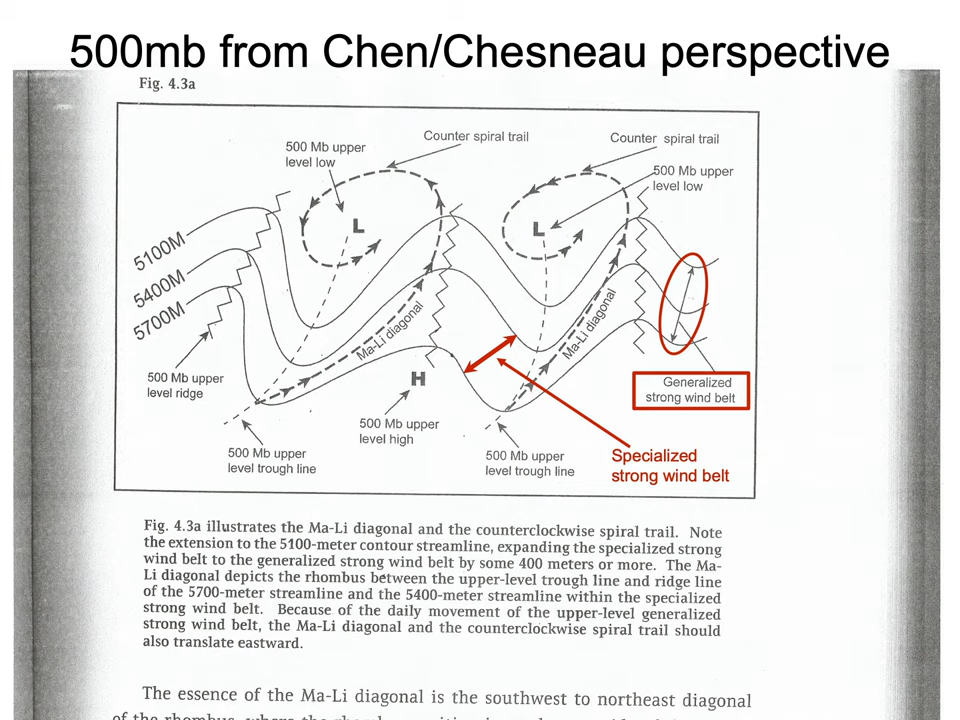 500mb from Chen/Chesneau perspective
Fig. 4.3a
500 Mb upper
level low
Counter spiral trail
Counter spiral trail
500 Mb upper
level low
L
L
5100M
5400M
5700M
Ma-Li diagonal
Ma-Li diagonal
H
500 Mb upper
level ridge
500 Mb upper
level high
Generalized
strong wind belt
500 Mb upper
level trough line
500 Mb upper
level trough line
Specialized
strong wind belt
Fig. 4.3a illustrates the Ma-Li diagonal and the counterclockwise spiral trail. Note
the extension to the 5100-meter contour streamline, expanding the specialized strong
wind belt to the generalized strong wind belt by some 400 meters or more. The Ma-
Li diagonal depicts the rhombus between the upper-level trough line and ridge line
of the 5700-meter streamline and the 5400-meter streamline within the specialized
strong wind belt. Because of the daily movement of the upper-level generalized
strong wind belt, the Ma-Li diagonal and the counterclockwise spiral trail should
also translate eastward.
The essence of the Ma-Li diagonal is the southwest to northeast diagonal
of the rhombus, where the rhombus